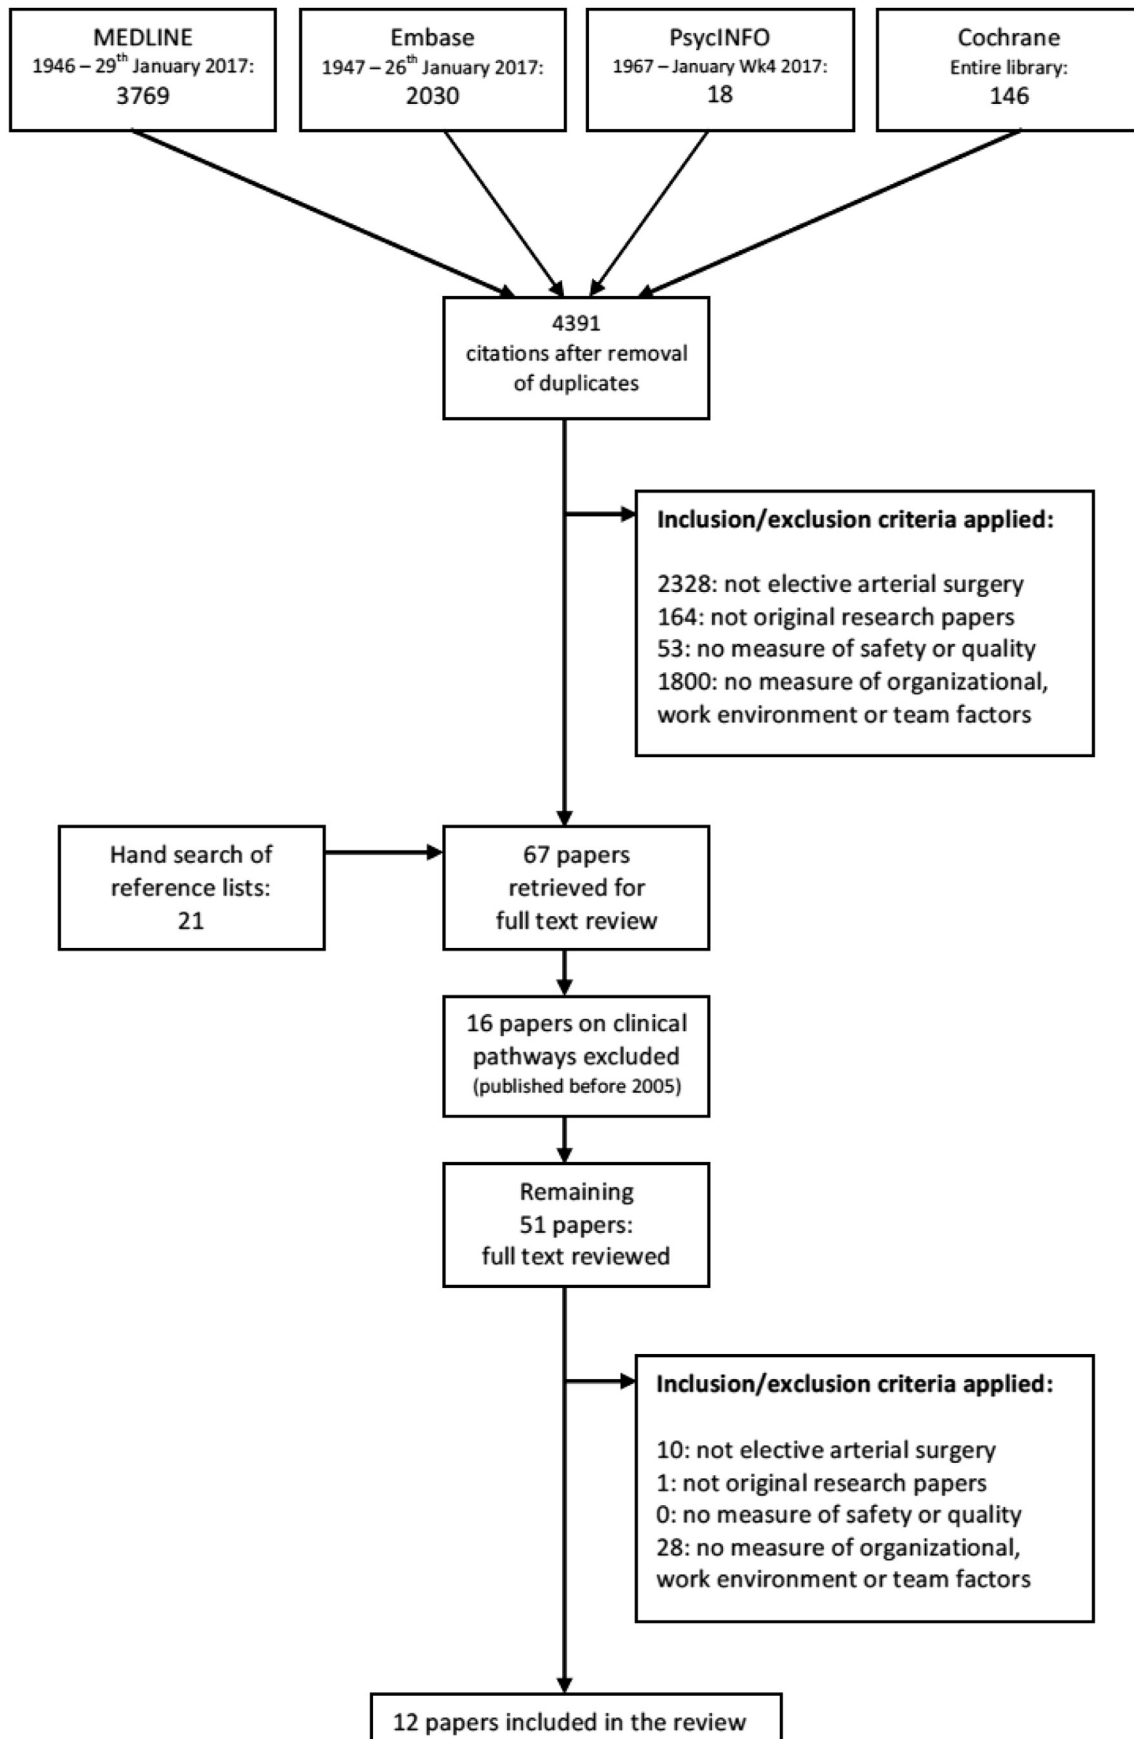 MEDLINE
1946 – 29th January 2017:
3769
Embase
1947 – 26th January 2017:
2030
PsycINFO
1967 – January Wk4 2017:
18
Cochrane
Entire library:
146
4391
citations after removal
of duplicates
Inclusion/exclusion criteria applied:
2328: not elective arterial surgery
164: not original research papers
53: no measure of safety or quality
1800: no measure of organizational,
work environment or team factors
Hand search of
reference lists:
21
67 papers
retrieved for
full text review
16 papers on clinical
pathways excluded
(published before 2005)
Remaining
51 papers:
full text reviewed
Inclusion/exclusion criteria applied:
10: not elective arterial surgery
1: not original research papers
0: no measure of safety or quality
28: no measure of organizational,
work environment or team factors
12 papers included in the review